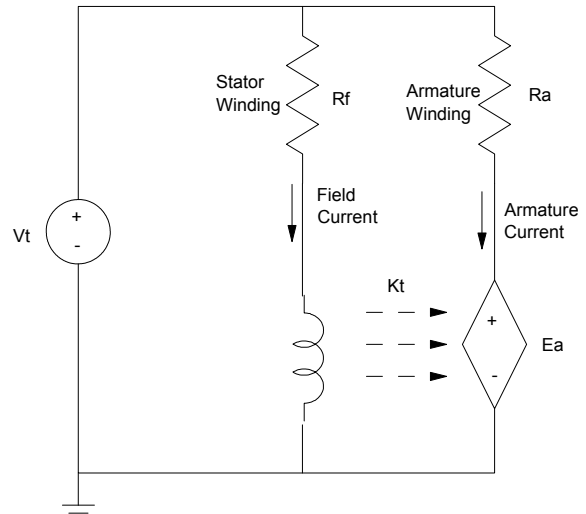 Stator
Winding
Rf
Armature
Winding
Ra
Field
Current
Armature
Current
+
-
Vt
Kt
+
-
Ea